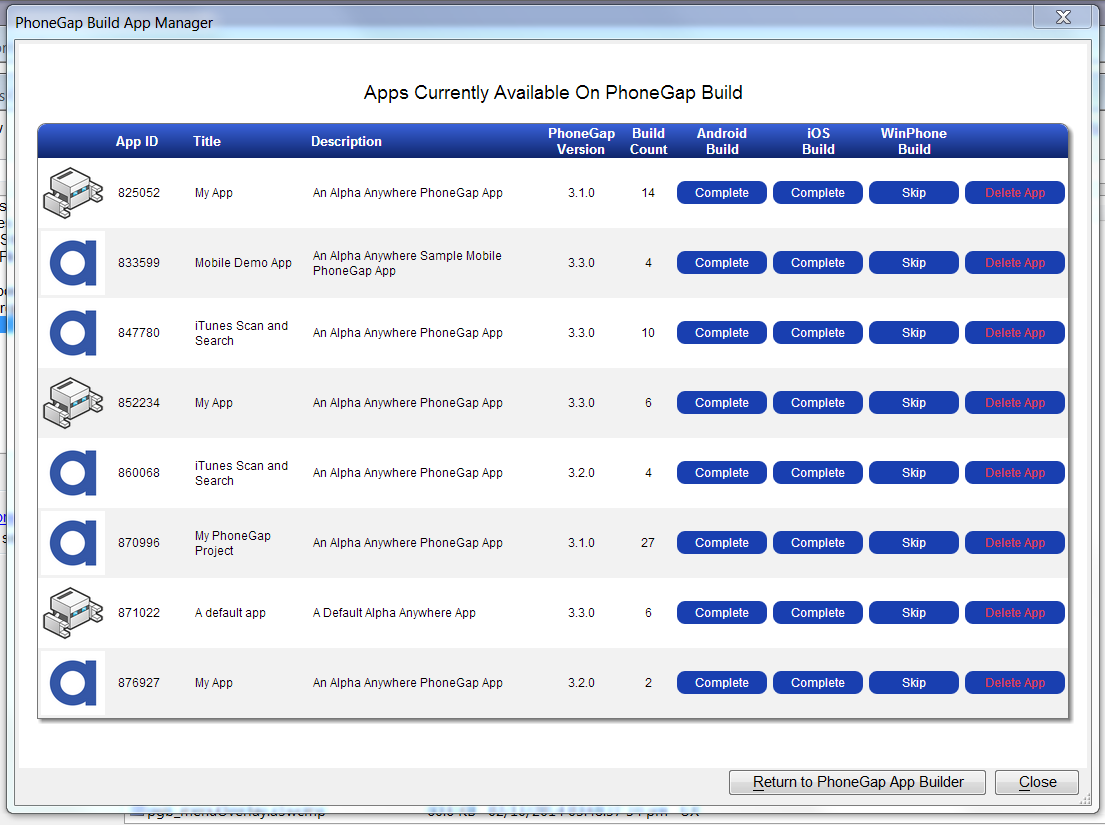 PhoneGap Build App Manager
Apps Currently Available On PhoneGap Build
App ID Title Description PhoneGap Version Build Count Android Build iOS Build WinPhone Build
825052 My App An Alpha Anywhere PhoneGap App 3.1.0 14 Complete Complete Skip Delete App
833599 Mobile Demo App An Alpha Anywhere Sample Mobile PhoneGap App 3.3.0 4 Complete Complete Skip Delete App
847780 iTunes Scan and Search An Alpha Anywhere PhoneGap App 3.3.0 10 Complete Complete Skip Delete App
852234 My App An Alpha Anywhere PhoneGap App 3.3.0 6 Complete Complete Skip Delete App
860068 iTunes Scan and Search An Alpha Anywhere PhoneGap App 3.2.0 4 Complete Complete Skip Delete App
870996 My PhoneGap Project An Alpha Anywhere PhoneGap App 3.1.0 27 Complete Complete Skip Delete App
871022 A default app A Default Alpha Anywhere App 3.3.0 6 Complete Complete Skip Delete App
876927 My App An Alpha Anywhere PhoneGap App 3.2.0 2 Complete Complete Skip Delete App
Return to PhoneGap App Builder Close